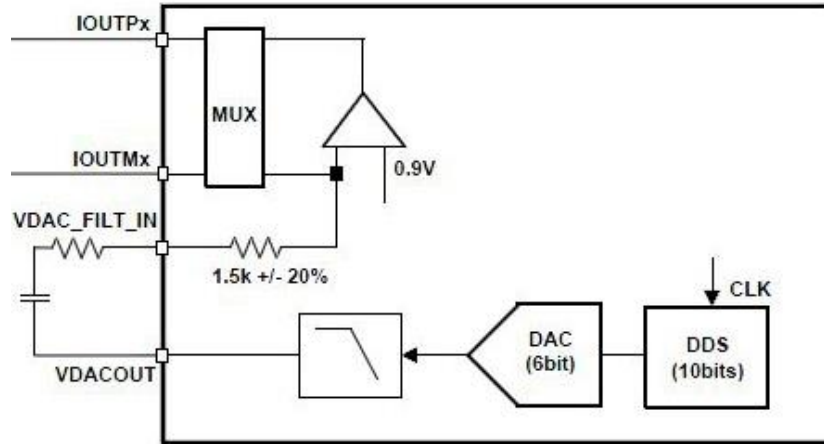 IOUTPx
MUX
IOUTMx
0.9V
VDAC_FILT_IN
1.5k +/- 20%
CLK
DAC
(6bit)
DDS
(10bits)
VDACOUT